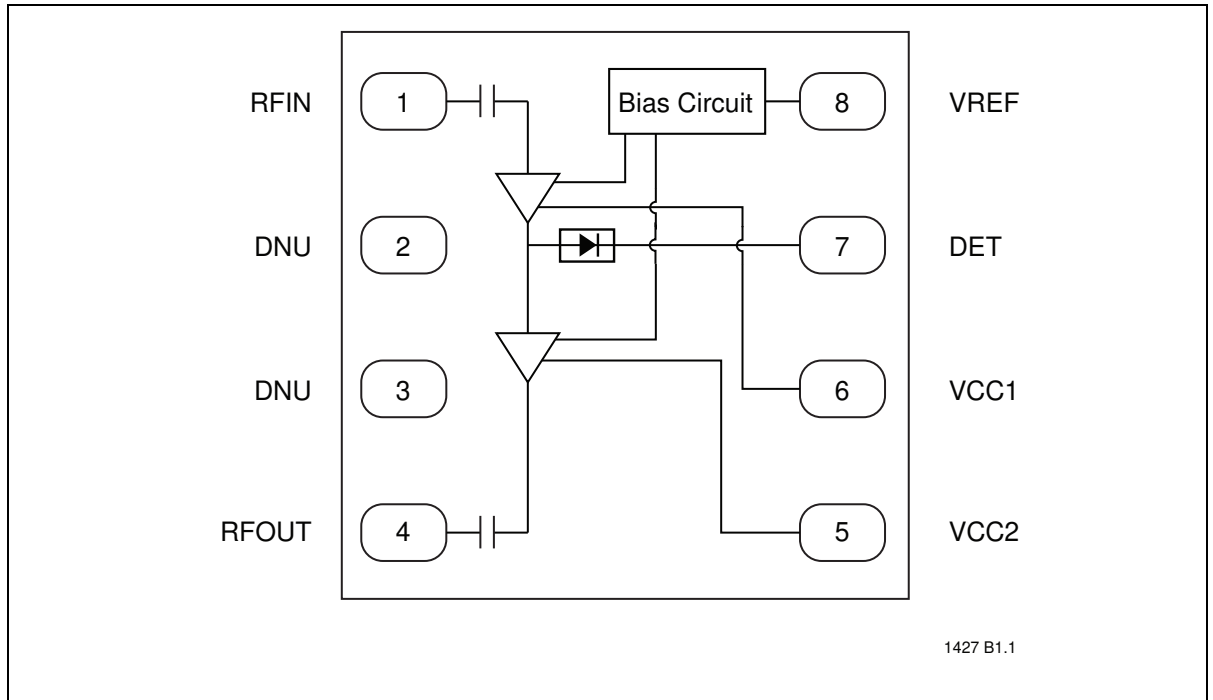 RFIN 1 Bias Circuit 8 VREF
DNU 2 7 DET
DNU 3 6 VCC1
RFOUT 4 5 VCC2
1427 B1.1